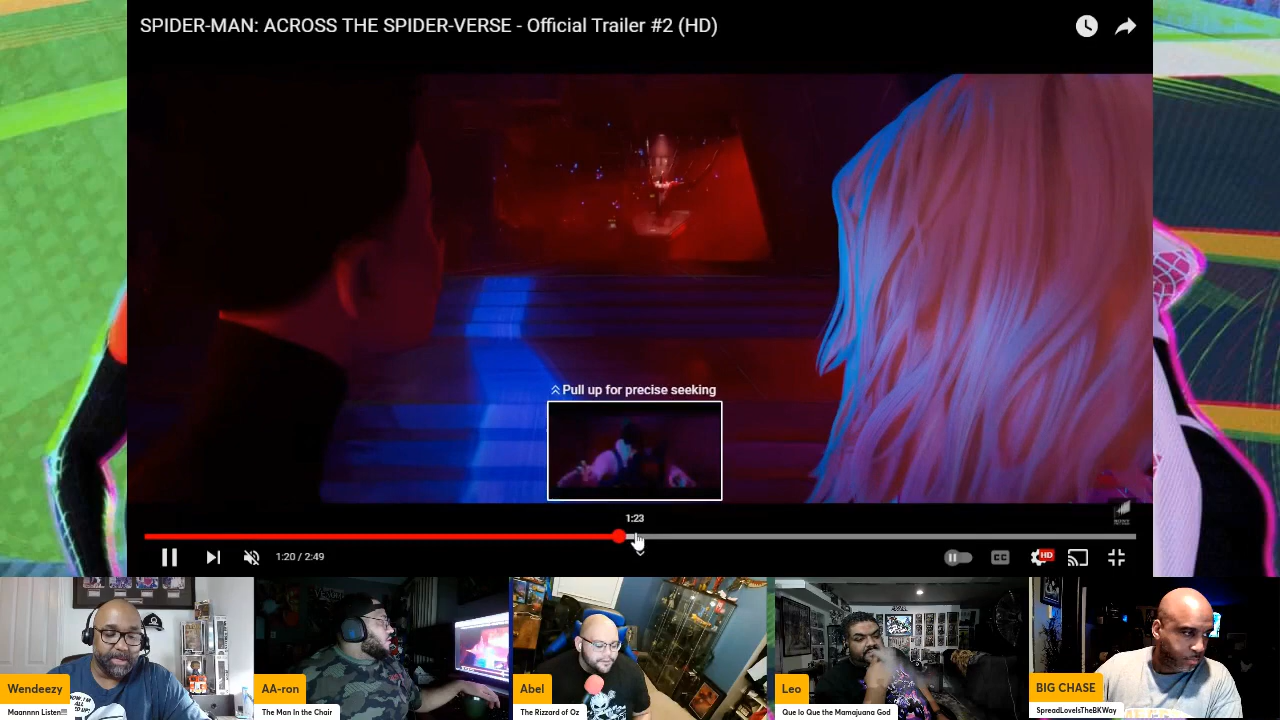 SPIDER-MAN: ACROSS THE SPIDER-VERSE - Official Trailer #2 (HD)
Pull up for precise seeking
1:23
1:20 / 2:49
CC
HD
Wendeezy
Maannnn Listen!!!
AA-ron
The Man In the Chair
Abel
The Rizzard of Oz
Leo
Que lo Que the Mamajuana God
BIG CHASE
SpreadLoveIsTheBKWay